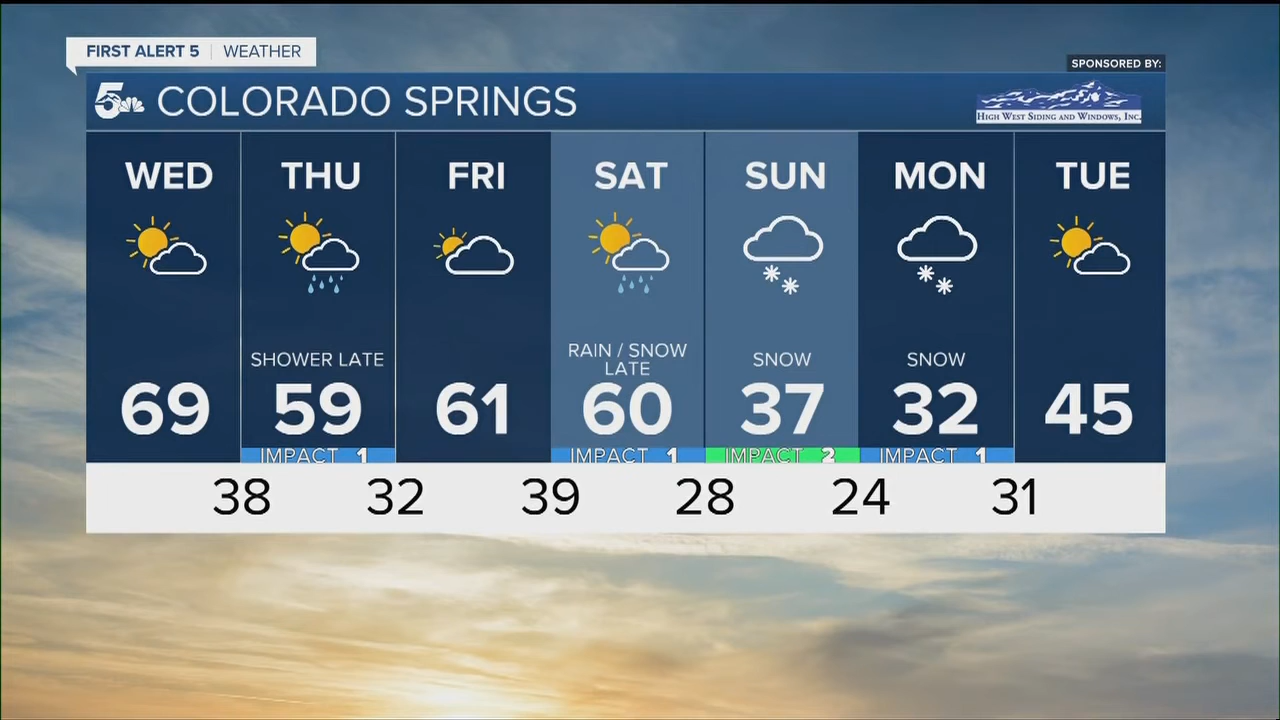 FIRST ALERT 5 | WEATHER
SPONSORED BY:
5 COLORADO SPRINGS
HIGH WEST SIDING AND WINDOWS, INC.
WED THU FRI SAT SUN MON TUE
SHOWER LATE RAIN / SNOW LATE SNOW SNOW
69 59 61 60 37 32 45
IMPACT 1 IMPACT 1 IMPACT 2 IMPACT 1
38 32 39 28 24 31